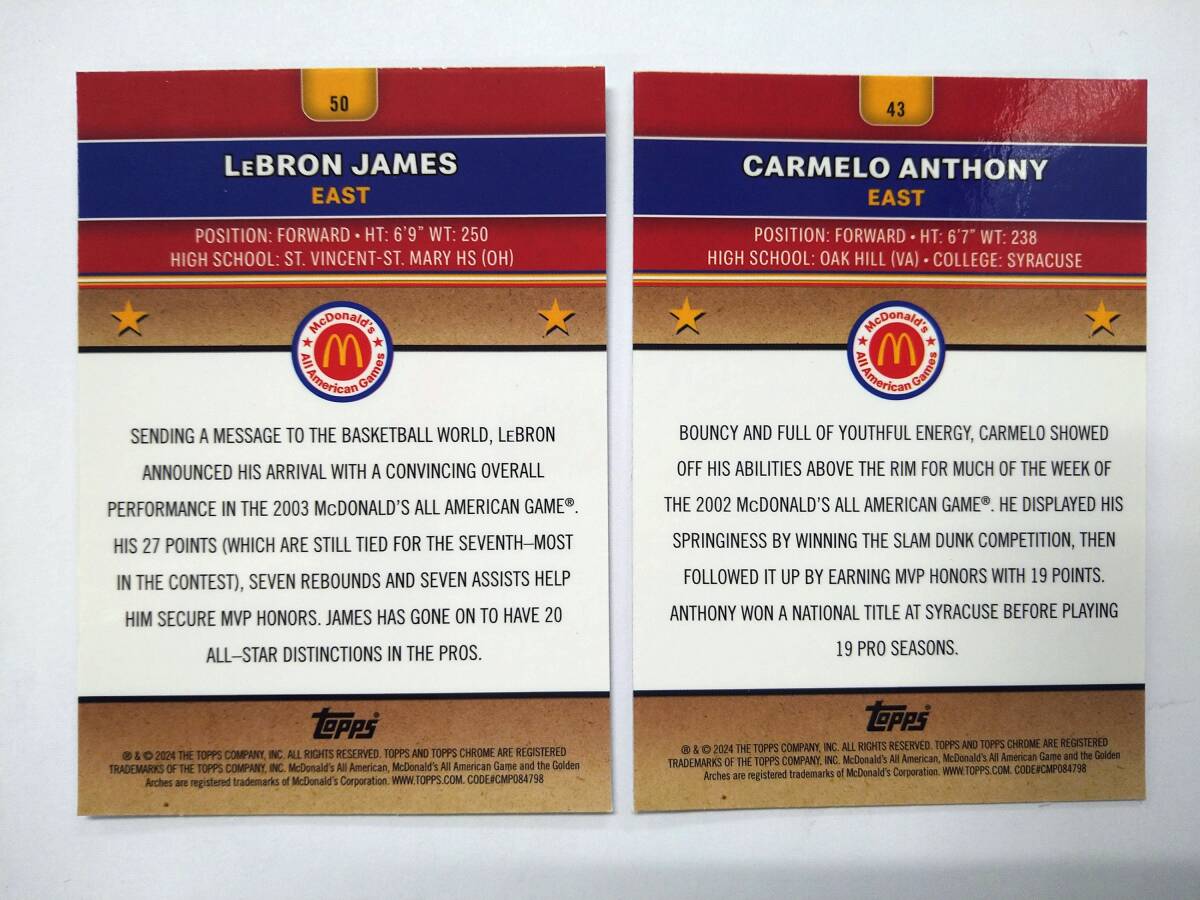 50
LeBRON JAMES
EAST
POSITION: FORWARD • HT: 6'9" WT: 250
HIGH SCHOOL: ST. VINCENT-ST. MARY HS (OH)
McDonald's
All American Games
SENDING A MESSAGE TO THE BASKETBALL WORLD, LeBRON
ANNOUNCED HIS ARRIVAL WITH A CONVINCING OVERALL
PERFORMANCE IN THE 2003 McDONALD'S ALL AMERICAN GAME®.
HIS 27 POINTS (WHICH ARE STILL TIED FOR THE SEVENTH–MOST
IN THE CONTEST), SEVEN REBOUNDS AND SEVEN ASSISTS HELP
HIM SECURE MVP HONORS. JAMES HAS GONE ON TO HAVE 20
ALL–STAR DISTINCTIONS IN THE PROS.
Topps®
® & © 2024 THE TOPPS COMPANY, INC. ALL RIGHTS RESERVED. TOPPS AND TOPPS CHROME ARE REGISTERED
TRADEMARKS OF THE TOPPS COMPANY, INC. McDonald's All American, McDonald's All American Game and the Golden
Arches are registered trademarks of McDonald's Corporation. WWW.TOPPS.COM. CODE#CMP084798
43
CARMELO ANTHONY
EAST
POSITION: FORWARD • HT: 6'7" WT: 238
HIGH SCHOOL: OAK HILL (VA) • COLLEGE: SYRACUSE
McDonald's
All American Games
BOUNCY AND FULL OF YOUTHFUL ENERGY, CARMELO SHOWED
OFF HIS ABILITIES ABOVE THE RIM FOR MUCH OF THE WEEK OF
THE 2002 McDONALD'S ALL AMERICAN GAME®. HE DISPLAYED HIS
SPRINGINESS BY WINNING THE SLAM DUNK COMPETITION, THEN
FOLLOWED IT UP BY EARNING MVP HONORS WITH 19 POINTS.
ANTHONY WON A NATIONAL TITLE AT SYRACUSE BEFORE PLAYING
19 PRO SEASONS.
Topps®
® & © 2024 THE TOPPS COMPANY, INC. ALL RIGHTS RESERVED. TOPPS AND TOPPS CHROME ARE REGISTERED
TRADEMARKS OF THE TOPPS COMPANY, INC. McDonald's All American, McDonald's All American Game and the Golden
Arches are registered trademarks of McDonald's Corporation. WWW.TOPPS.COM. CODE#CMP084798